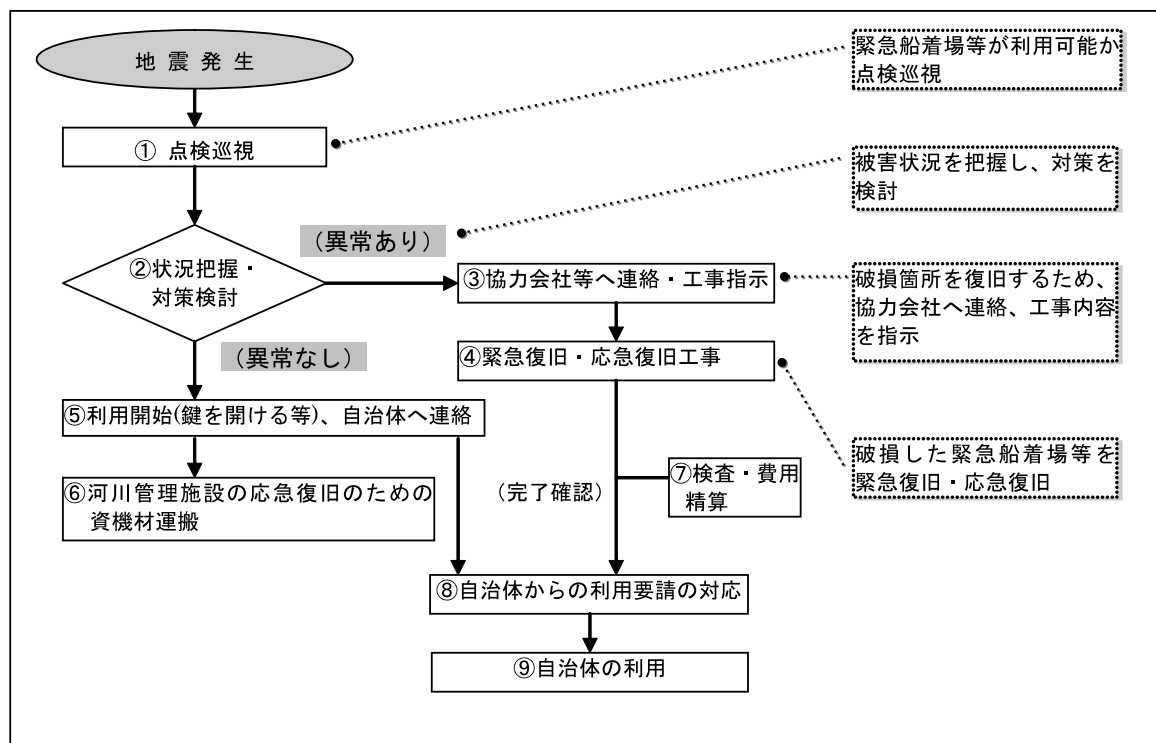 地震発生
緊急船着場等が利用可能か
点検巡視
① 点検巡視
被害状況を把握し、対策を
検討
（異常あり）
②状況把握・
対策検討
③協力会社等へ連絡・工事指示
破損箇所を復旧するため、
協力会社へ連絡、工事内容
を指示
（異常なし）
④緊急復旧・応急復旧工事
⑤利用開始(鍵を開ける等)、自治体へ連絡
破損した緊急船着場等を
緊急復旧・応急復旧
⑥河川管理施設の応急復旧のための
資機材運搬
（完了確認）
⑦検査・費用
精算
⑧自治体からの利用要請の対応
⑨自治体の利用